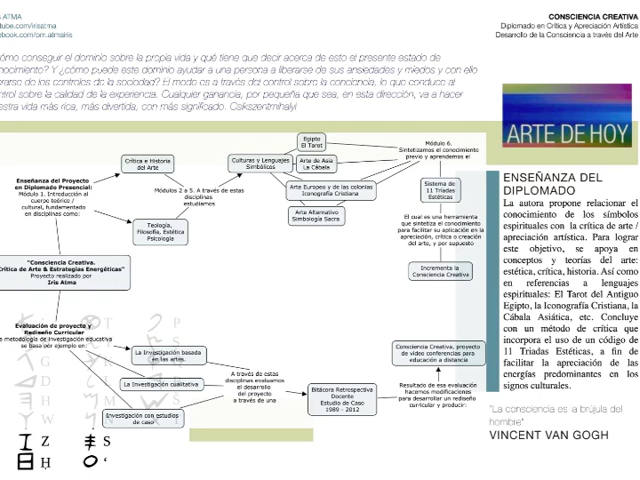 S ATMA
tube.com/irisatma
ebook.com/om.atmairis
CONSCIENCIA CREATIVA
Diplomado en Crítica y Apreciación Artística
Desarrollo de la Consciencia a través del Arte
ómo conseguir el dominio sobre la propia vida y qué tiene que decir acerca de esto el presente estado de
nocimiento? Y ¿cómo puede este dominio ayudar a una persona a liberarse de sus ansiedades y miedos y con ello
rarse de los controles de la sociedad? El modo es a través del control sobre la conciencia, lo que conduce al
ntrol sobre la calidad de la experiencia. Cualquier ganancia, por pequeña que sea, en esta dirección, va a hacer
estra vida más rica, más divertida, con más significado. Csikszentmihalyi
ARTE DE HOY
Enseñanza del Proyecto
en Diplomado Presencial:
Módulo 1. Introducción al
cuerpo teórico /
cultural, fundamentado
en disciplinas como:
Crítica e Historia
del Arte
Teología,
Filosofía, Estética
Psicología
Módulos 2 a 5. A través de estas
disciplinas
estudiamos
Culturas y Lenguajes
Simbólicos
Egipto
El Tarot
Arte de Asia
La Cábala
Arte Europeo y de las colonias
Iconografía Cristiana
Arte Alternativo
Simbología Sacra
Módulo 6.
Sintetizamos el conocimiento
previo y aprendemos el
Sistema de
11 Triadas
Estéticas
El cual es una herramienta
que sintetiza el conocimiento
para facilitar su aplicación en la
apreciación, crítica o creación
del arte, y por supuesto
Incrementa la
Consciencia Creativa
"Consciencia Creativa.
Crítica de Arte & Estrategias Energéticas"
Proyecto realizado por
Iris Atma
Evaluación de proyecto y
Rediseño Curricular
e metodología de investigación educativa
se basa por ejemplo en:
La Investigación basada
en las artes.
La Investigación cualitativa
Investigación con estudios
de caso
A través de estas
disciplinas evaluamos
el desarrollo
del proyecto
a través de una
Bitácora Retrospectiva
Docente
Estudio de Caso
1989 - 2012
Resultado de esa evaluación
hacemos modificaciones
para desarrollar un rediseño
curricular y producir:
Consciencia Creativa, proyecto
de video conferencias para
educación a distancia
ENSEÑANZA DEL
DIPLOMADO
La autora propone relacionar el
conocimiento de los símbolos
espirituales con la crítica de arte /
apreciación artística. Para lograr
este objetivo, se apoya en
conceptos y teorías del arte:
estética, crítica, historia. Así como
en referencias a lenguajes
espirituales: El Tarot del Antiguo
Egipto, la Iconografía Cristiana, la
Cábala Asiática, etc. Concluye
con un método de crítica que
incorpora el uso de un código de
11 Triadas Estéticas, a fin de
facilitar la apreciación de las
energías predominantes en los
signos culturales.
"La consciencia es la brújula del
hombre"
VINCENT VAN GOGH
Z S
Ḥ ʿ